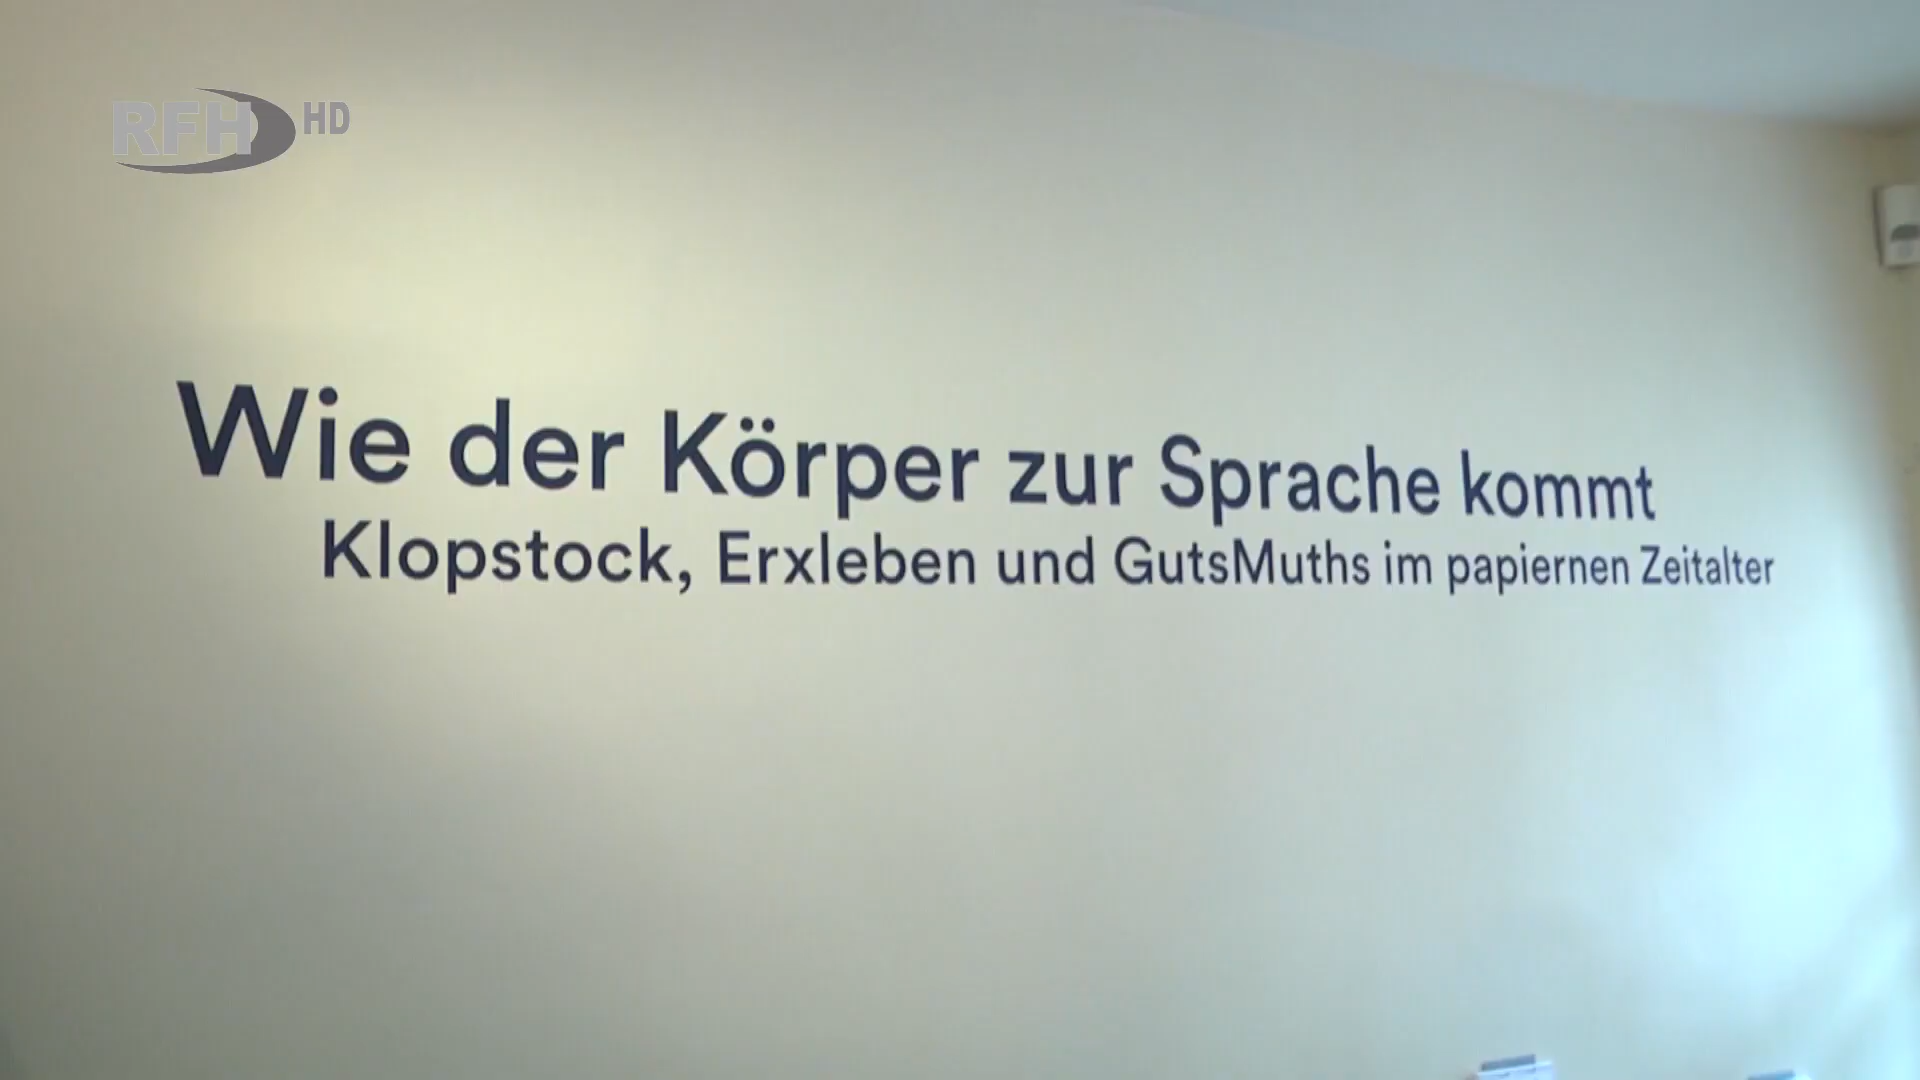 RFH HD
Wie der Körper zur Sprache kommt
Klopstock, Erxleben und GutsMuths im papiernen Zeitalter